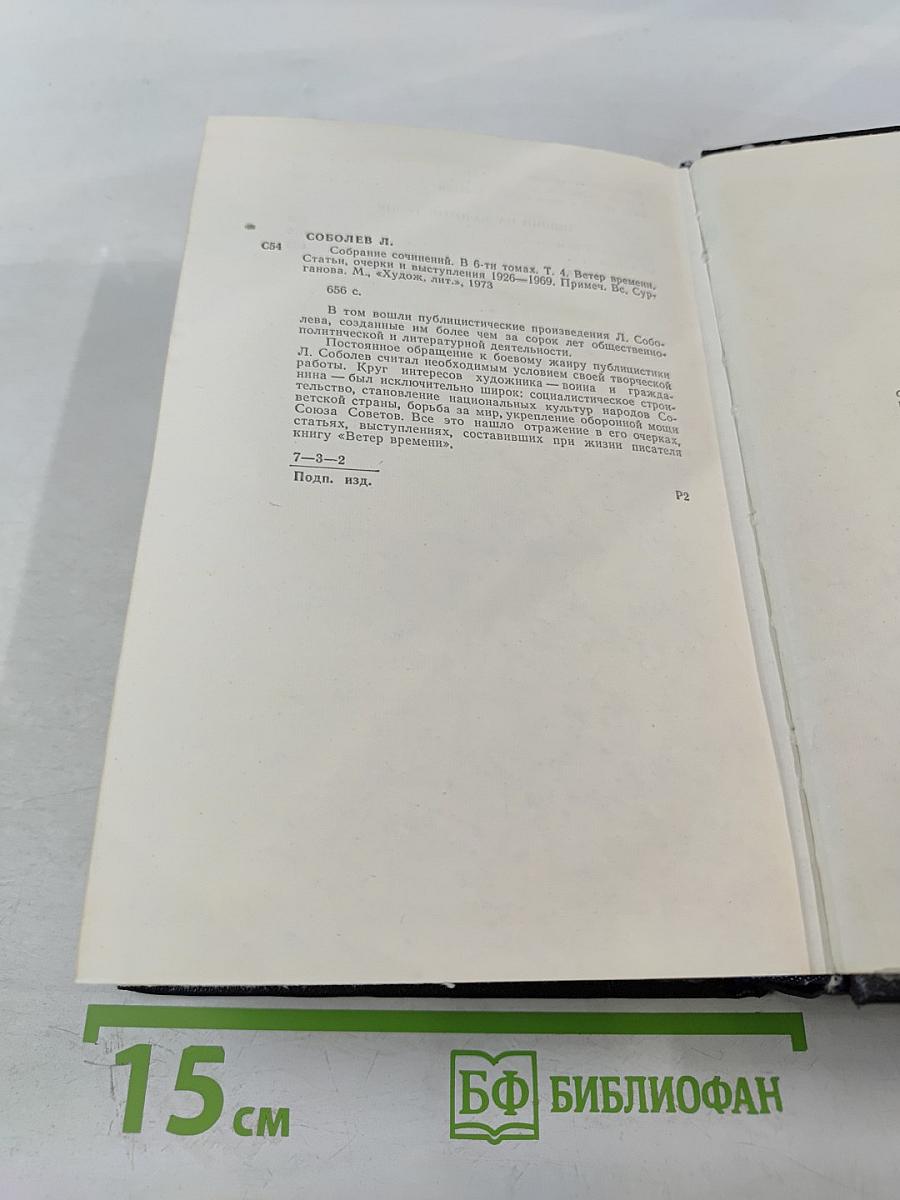 СОБОЛЕВ Л.
С54
Собрание сочинений. В 6-ти томах. Т. 4. Ветер времени.
Статьи, очерки и выступления 1926—1969. Примеч. Вс. Сур-
ганова. М., «Худож. лит.», 1973
656 с.
В том вошли публицистические произведения Л. Собо-
лева, созданные им более чем за сорок лет общественно-
политической и литературной деятельности.
Постоянное обращение к боевому жанру публицистики
Л. Соболев считал необходимым условием своей творческой
работы. Круг интересов художника — воина и гражда-
нина — был исключительно широк: социалистическое строи-
тельство, становление национальных культур народов Со-
ветской страны, борьба за мир, укрепление оборонной мощи
Союза Советов. Все это нашло отражение в его очерках,
статьях, выступлениях, составивших при жизни писателя
книгу «Ветер времени».
7—3—2
Подп. изд.
Р2
15 см
БФ БИБЛИОФАН